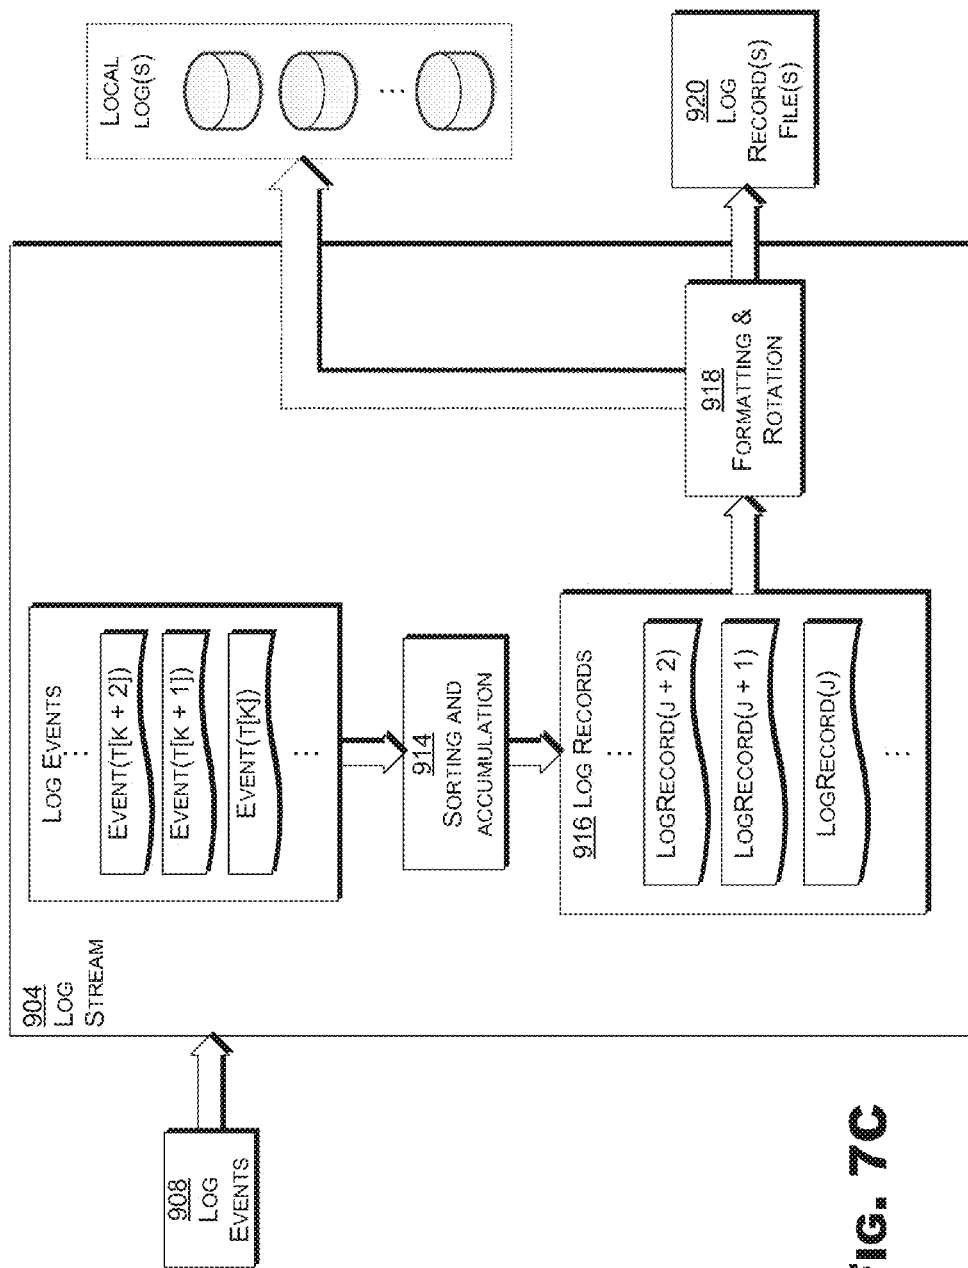 908
LOG
EVENTS
904
LOG
STREAM
LOG EVENTS
...
EVENT(T[K + 2])
EVENT(T[K + 1])
EVENT(T[K])
...
914
SORTING AND
ACCUMULATION
916 LOG RECORDS
...
LOGRECORD(J + 2)
LOGRECORD(J + 1)
LOGRECORD(J)
...
918
FORMATTING &
ROTATION
LOCAL
LOG(S)
...
920
LOG
RECORD(S)
FILE(S)
FIG. 7C